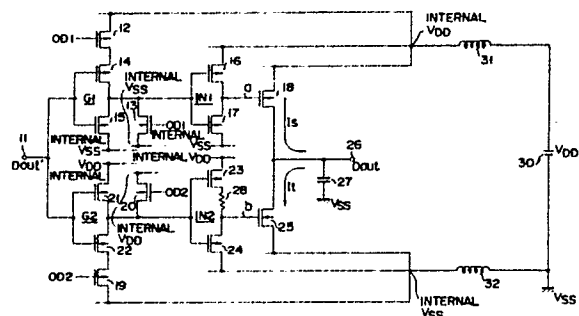 INTERNAL
VDD
OD1
12
14
16
31
INTERNAL
VSS
G1
13
IN1
a
18
17
15
OD1
Is
11
Dout'
INTERNAL
VSS
INTERNAL
VSS
26
Dout
VDD
INTERNAL
INTERNAL VDD
23
30
VDD
It
27
VSS
21
20
OD2
28
G2
IN2
b
25
22
INTERNAL
VDD
24
OD2
19
32
INTERNAL
VSS
VSS